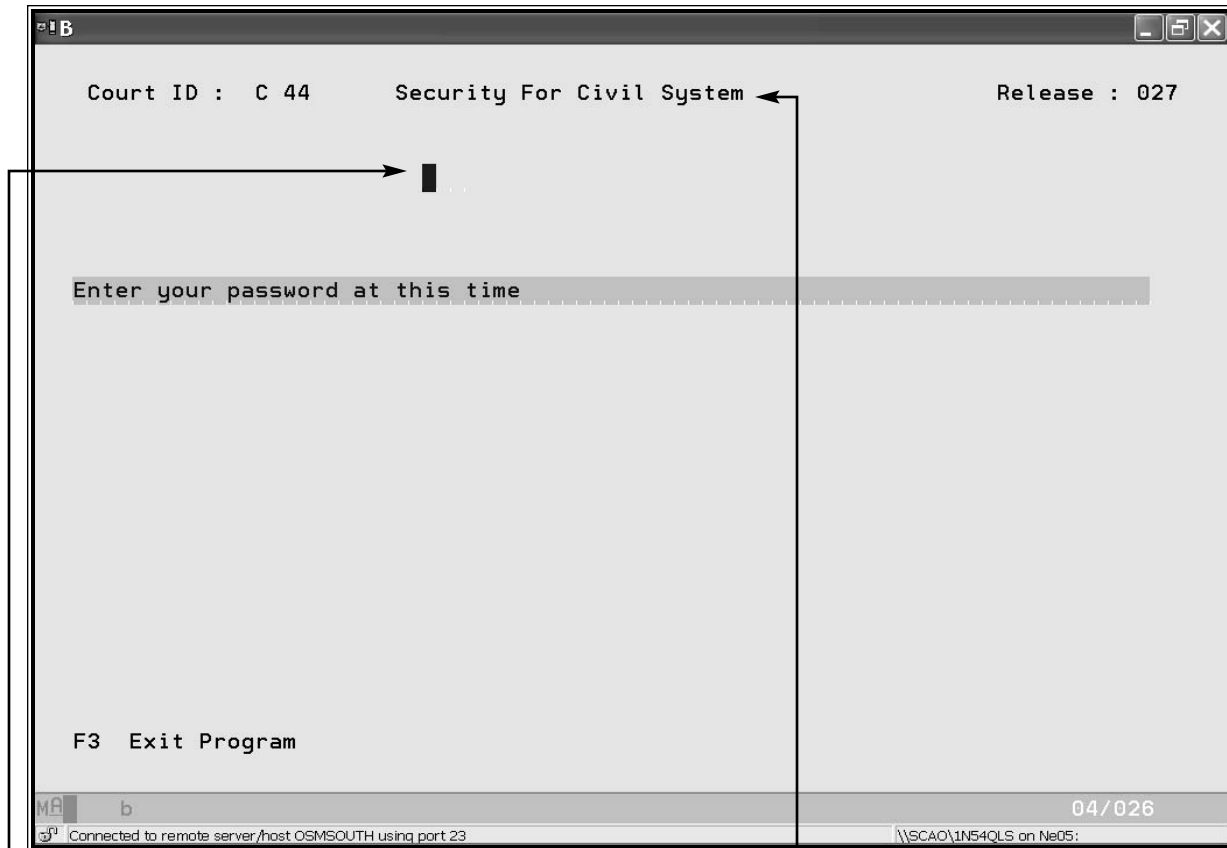 B
Court ID : C 44 Security For Civil System Release : 027
Enter your password at this time
F3 Exit Program
MA b 04/026
Connected to remote server/host OSMSOUTH using port 23 \\SCAO\1N54QLS on Ne05: